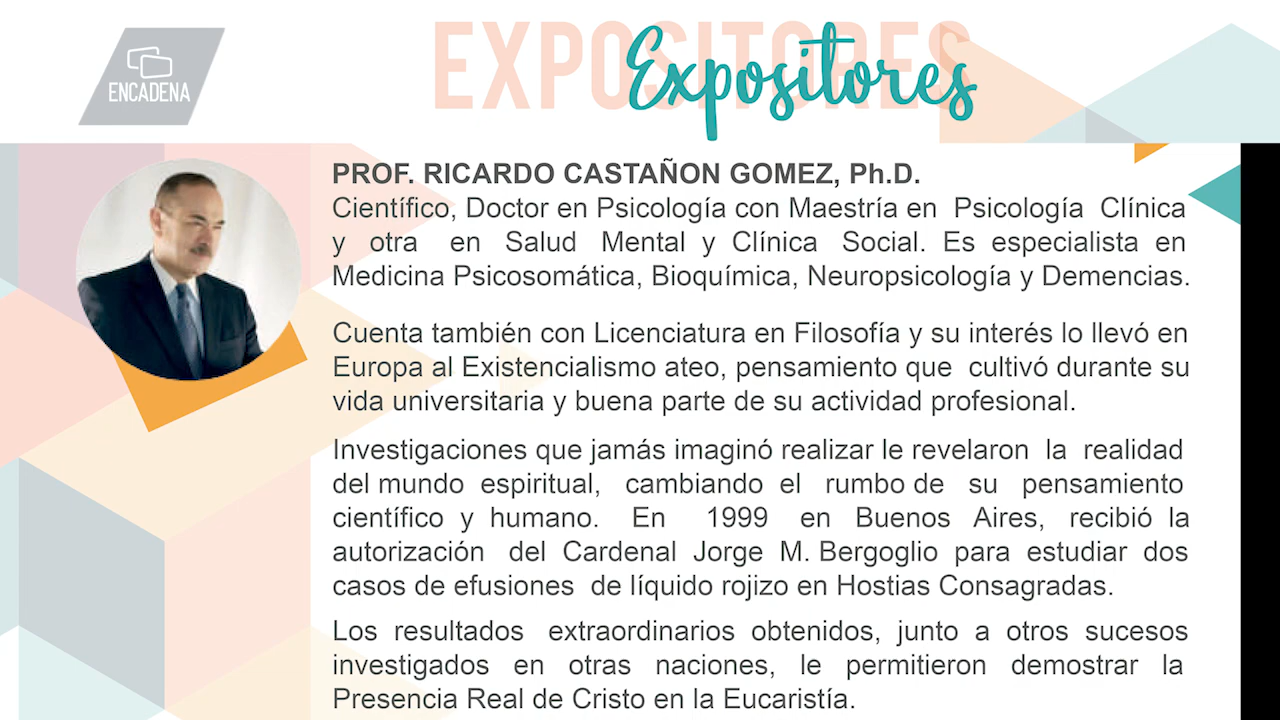 ENCADENA
EXPOSITORES
Expositores
PROF. RICARDO CASTAÑON GOMEZ, Ph.D.
Científico, Doctor en Psicología con Maestría en Psicología Clínica
y otra en Salud Mental y Clínica Social. Es especialista en
Medicina Psicosomática, Bioquímica, Neuropsicología y Demencias.
Cuenta también con Licenciatura en Filosofía y su interés lo llevó en
Europa al Existencialismo ateo, pensamiento que cultivó durante su
vida universitaria y buena parte de su actividad profesional.
Investigaciones que jamás imaginó realizar le revelaron la realidad
del mundo espiritual, cambiando el rumbo de su pensamiento
científico y humano. En 1999 en Buenos Aires, recibió la
autorización del Cardenal Jorge M. Bergoglio para estudiar dos
casos de efusiones de líquido rojizo en Hostias Consagradas.
Los resultados extraordinarios obtenidos, junto a otros sucesos
investigados en otras naciones, le permitieron demostrar la
Presencia Real de Cristo en la Eucaristía.